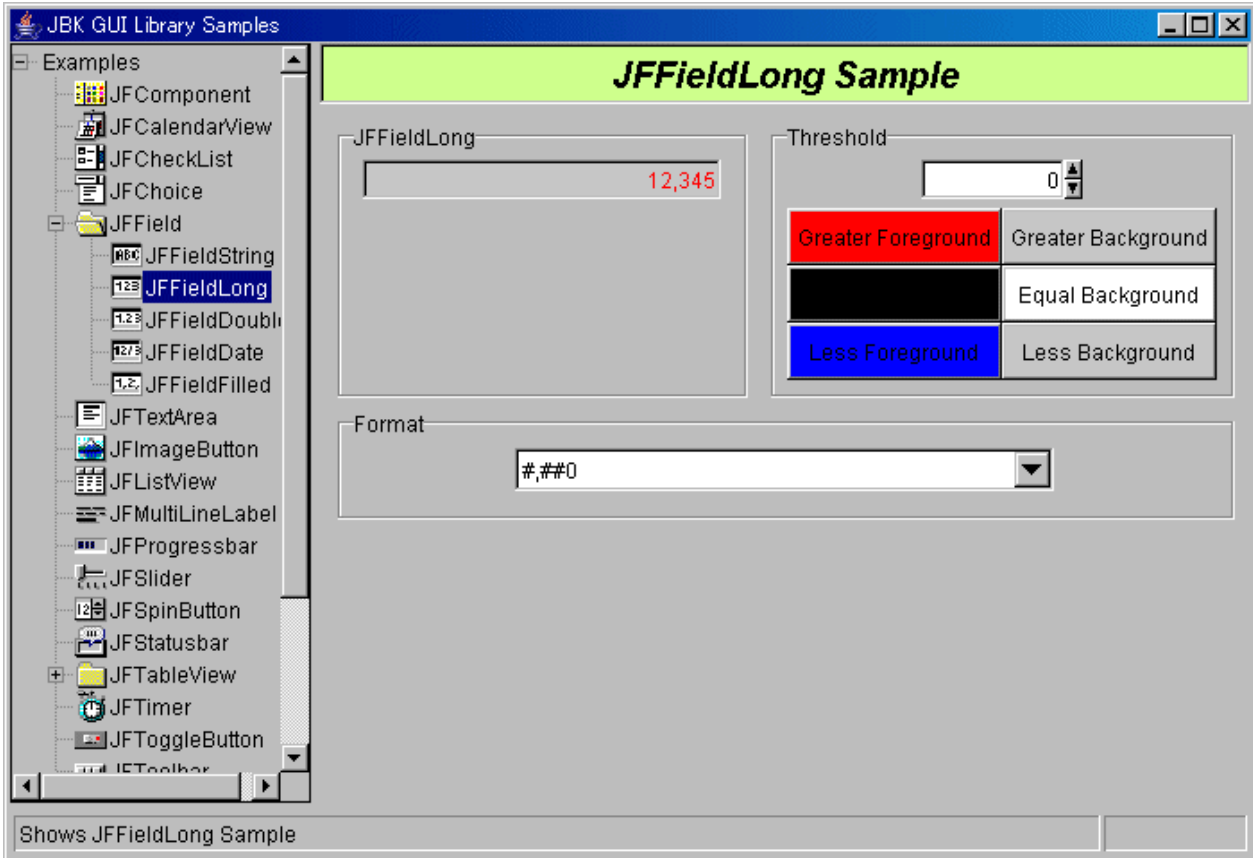 JBK GUI Library Samples
Examples
JFComponent
JFCalendarView
JFCheckList
JFChoice
JFField
JFFieldString
JFFieldLong
JFFieldDoubl
JFFieldDate
JFFieldFilled
JFTextArea
JFImageButton
JFListView
JFMultiLineLabel
JFProgressbar
JFSlider
JFSpinButton
JFStatusbar
JFTableView
JFTimer
JFToggleButton
JFToolbar
JFFieldLong Sample
JFFieldLong
12,345
Threshold
0
Greater Foreground Greater Background
Equal Background
Less Foreground Less Background
Format
#,##0
Shows JFFieldLong Sample